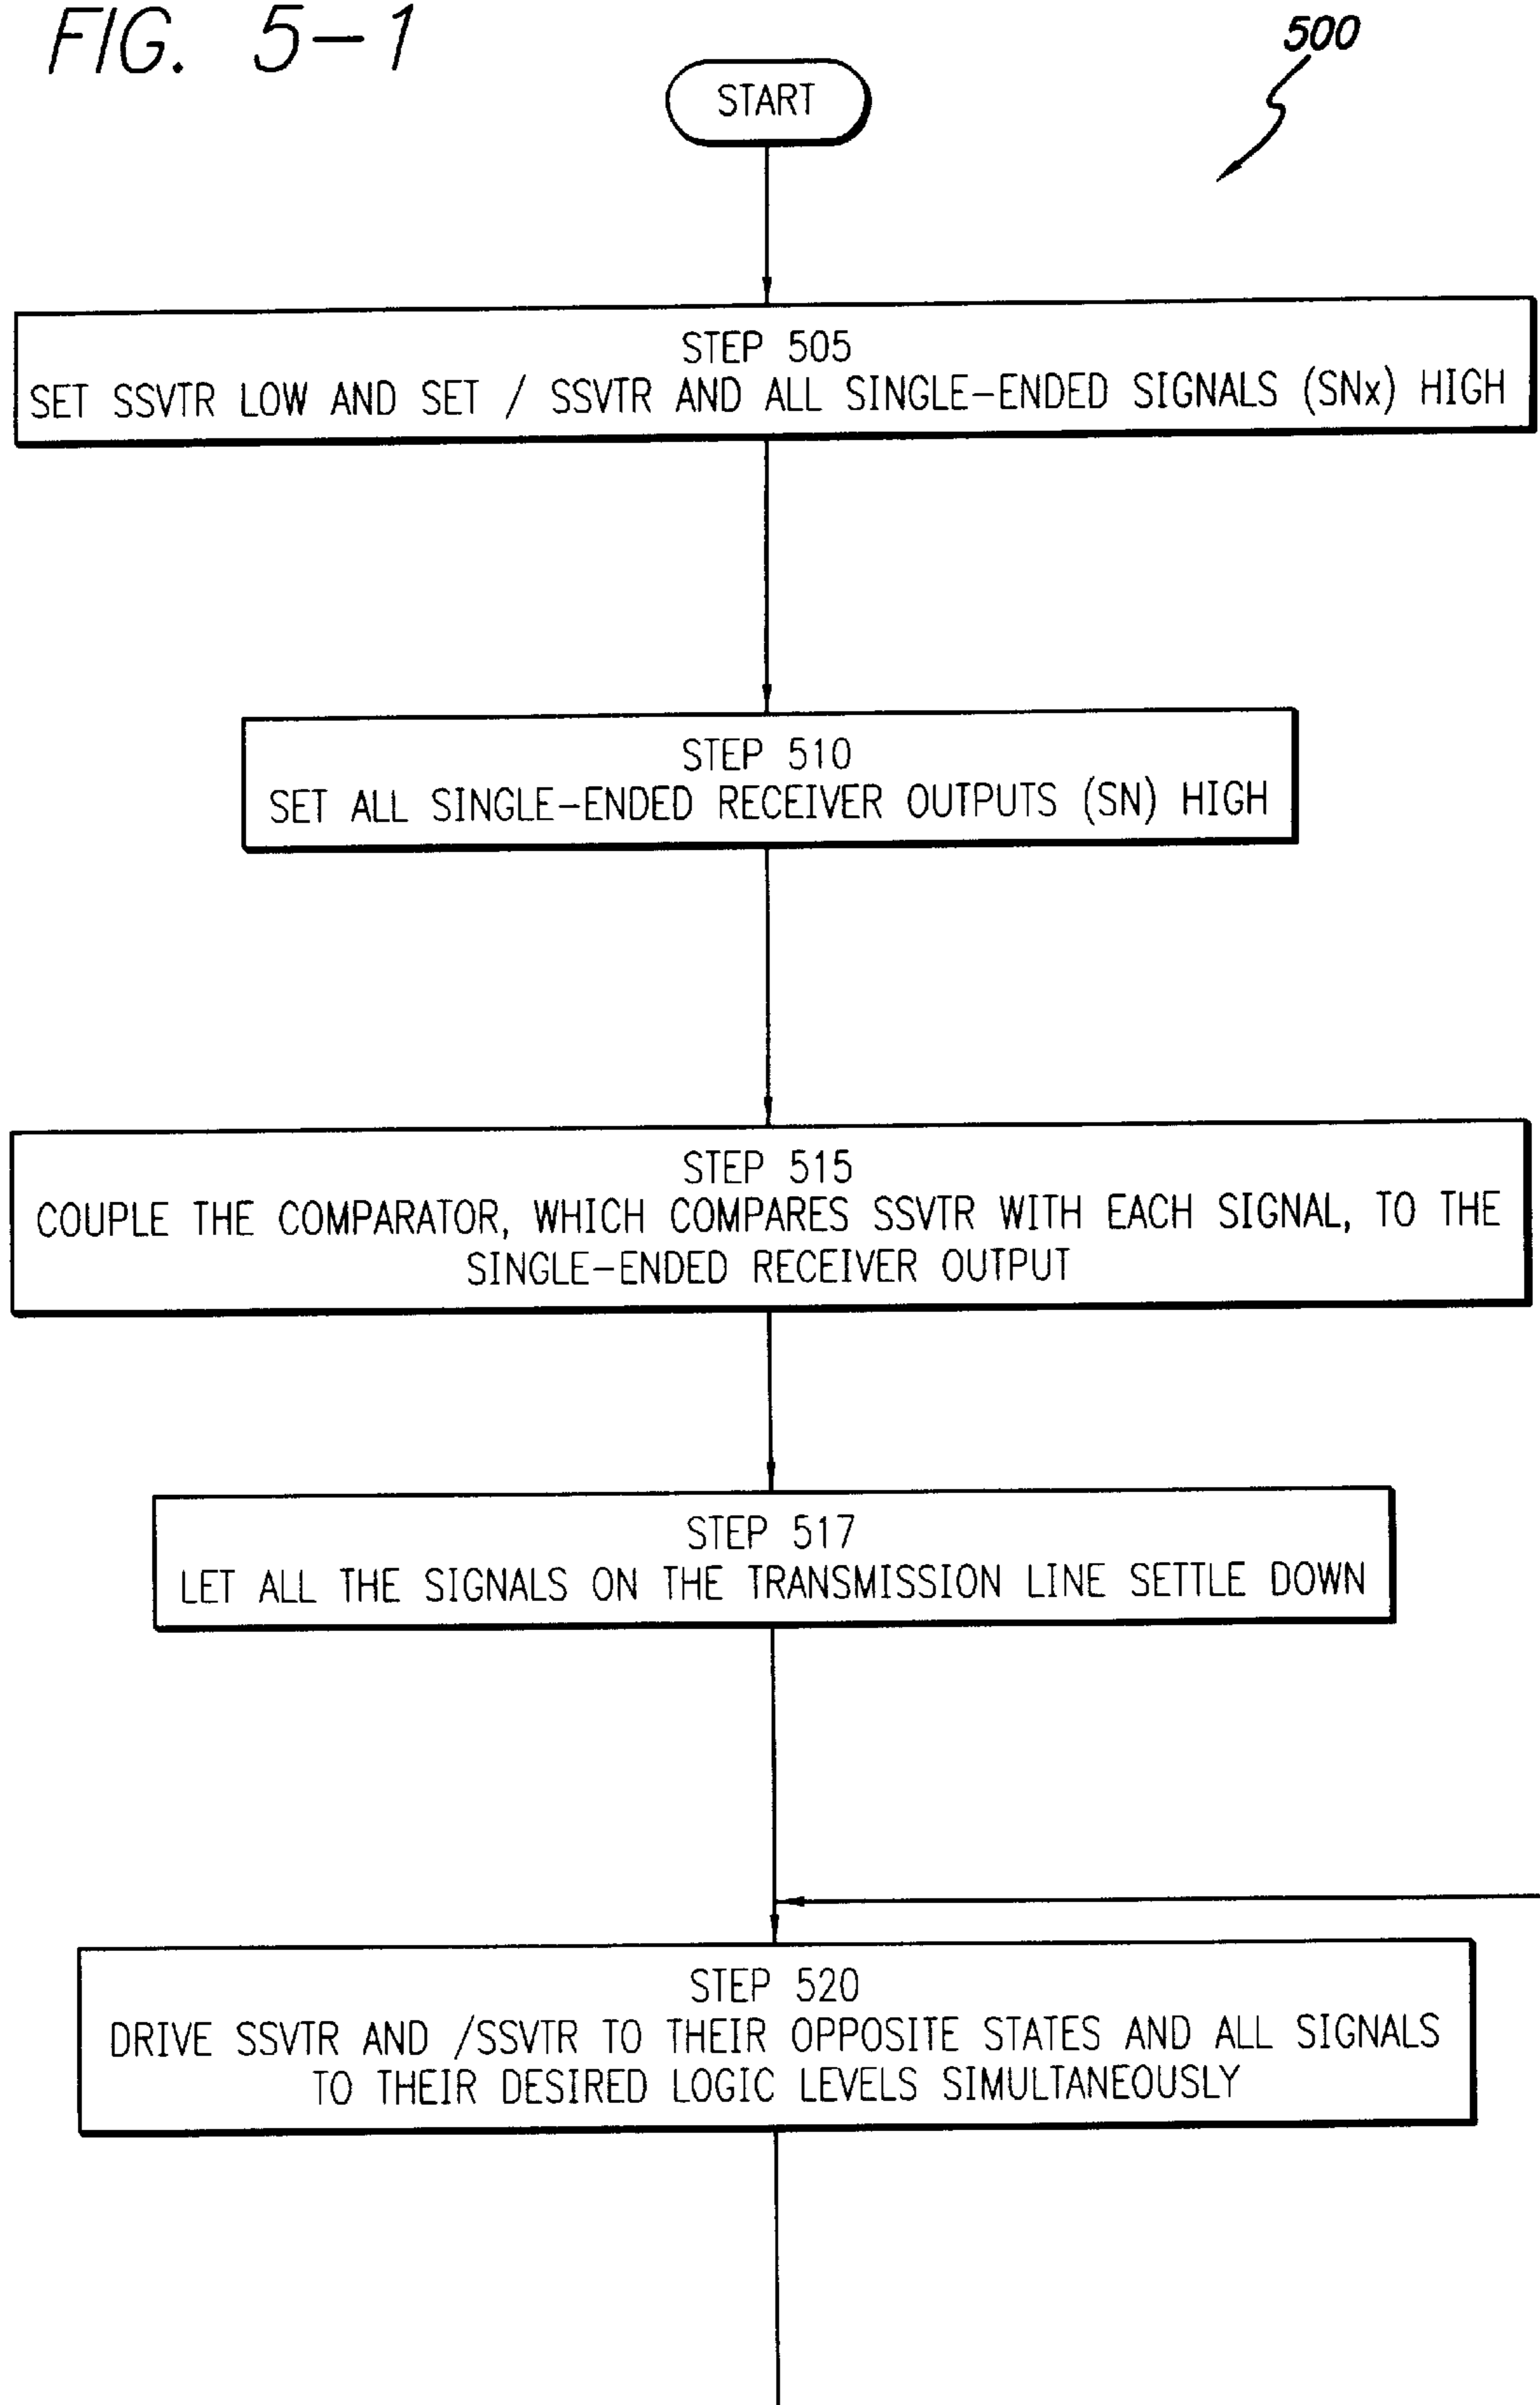 FIG. 5-1
500
START
STEP 505
SET SSVTR LOW AND SET / SSVTR AND ALL SINGLE-ENDED SIGNALS (SNx) HIGH
STEP 510
SET ALL SINGLE-ENDED RECEIVER OUTPUTS (SN) HIGH
STEP 515
COUPLE THE COMPARATOR, WHICH COMPARES SSVTR WITH EACH SIGNAL, TO THE
SINGLE-ENDED RECEIVER OUTPUT
STEP 517
LET ALL THE SIGNALS ON THE TRANSMISSION LINE SETTLE DOWN
STEP 520
DRIVE SSVTR AND /SSVTR TO THEIR OPPOSITE STATES AND ALL SIGNALS
TO THEIR DESIRED LOGIC LEVELS SIMULTANEOUSLY